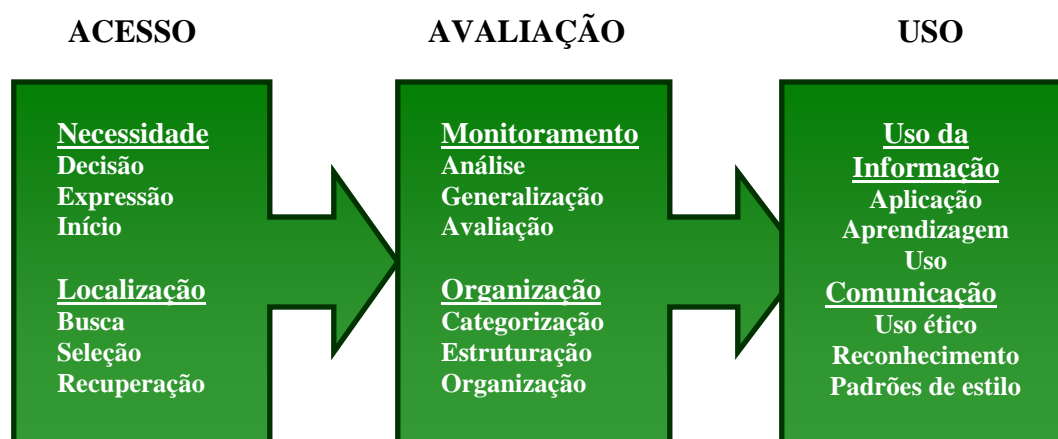 ACESSO
Necessidade
Decisão
Expressão
Início
Localização
Busca
Seleção
Recuperação
AVALIAÇÃO
Monitoramento
Análise
Generalização
Avaliação
Organização
Categorização
Estruturação
Organização
USO
Uso da
Informação
Aplicação
Aprendizagem
Uso
Comunicação
Uso ético
Reconhecimento
Padrões de estilo